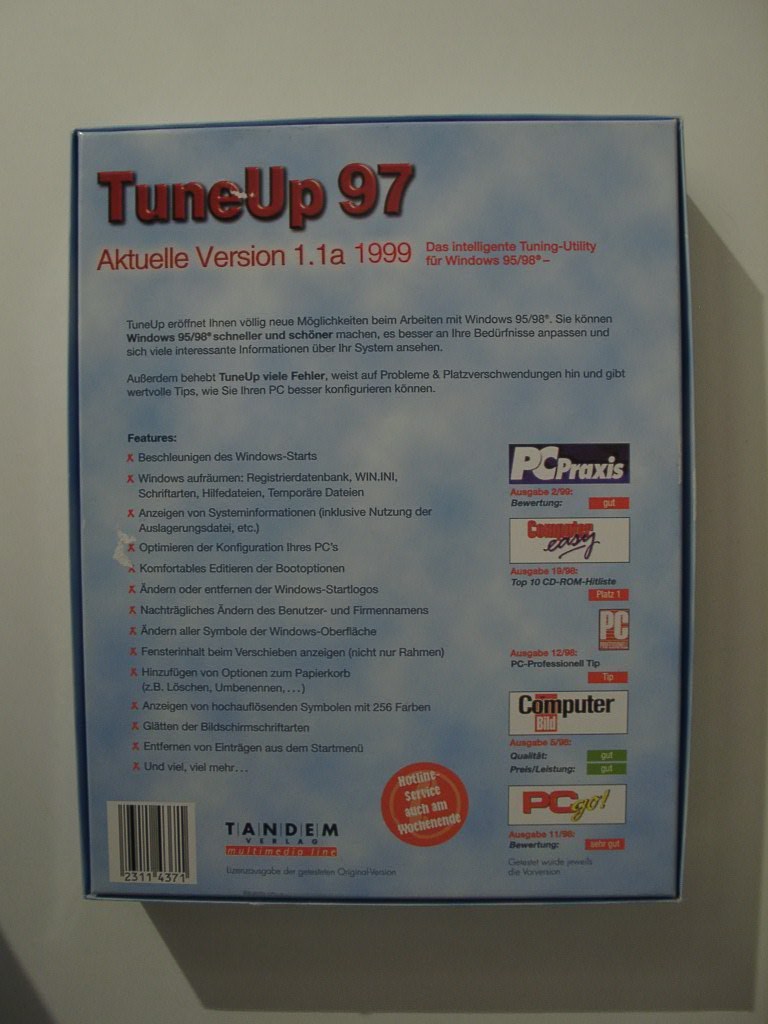 TuneUp 97
Aktuelle Version 1.1a 1999
Das intelligente Tuning-Utility
für Windows 95/98® –
TuneUp eröffnet Ihnen völlig neue Möglichkeiten beim Arbeiten mit Windows 95/98®. Sie können
Windows 95/98® schneller und schöner machen, es besser an Ihre Bedürfnisse anpassen und
sich viele interessante Informationen über Ihr System ansehen.
Außerdem behebt TuneUp viele Fehler, weist auf Probleme & Platzverschwendungen hin und gibt
wertvolle Tips, wie Sie Ihren PC besser konfigurieren können.
Features:
Beschleunigen des Windows-Starts
Windows aufräumen: Registrierdatenbank, WIN.INI,
Schriftarten, Hilfedateien, Temporäre Dateien
Anzeigen von Systeminformationen (inklusive Nutzung der
Auslagerungsdatei, etc.)
Optimieren der Konfiguration Ihres PC's
Komfortables Editieren der Bootoptionen
Ändern oder entfernen der Windows-Startlogos
Nachträgliches Ändern des Benutzer- und Firmennamens
Ändern aller Symbole der Windows-Oberfläche
Fensterinhalt beim Verschieben anzeigen (nicht nur Rahmen)
Hinzufügen von Optionen zum Papierkorb
(z.B. Löschen, Umbenennen,...)
Anzeigen von hochauflösenden Symbolen mit 256 Farben
Glätten der Bildschirmschriftarten
Entfernen von Einträgen aus dem Startmenü
Und viel, viel mehr...
PC Praxis
Ausgabe 2/99:
Bewertung: gut
Computer
easy
Ausgabe 19/98:
Top 10 CD-ROM-Hitliste
Platz 1
PC
Ausgabe 12/98:
PC-Professionell Tip
Tip
Computer
Bild
Ausgabe 5/98:
Qualität: gut
Preis/Leistung: gut
PC go!
Ausgabe 11/98:
Bewertung: sehr gut
Getestet wurde jeweils
die Vorversion
Hotline-
Service
auch am
Wochenende
TANDEM
VERLAG
multimedia line
Lizenzausgabe der getesteten Original-Version
2311 4371